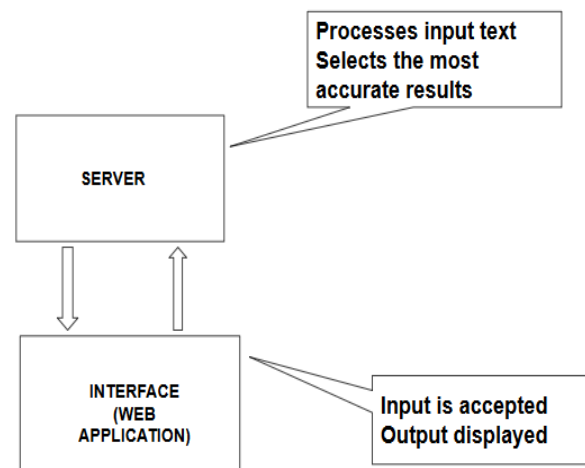 Processes input text
Selects the most
accurate results
SERVER
INTERFACE
(WEB
APPLICATION)
Input is accepted
Output displayed